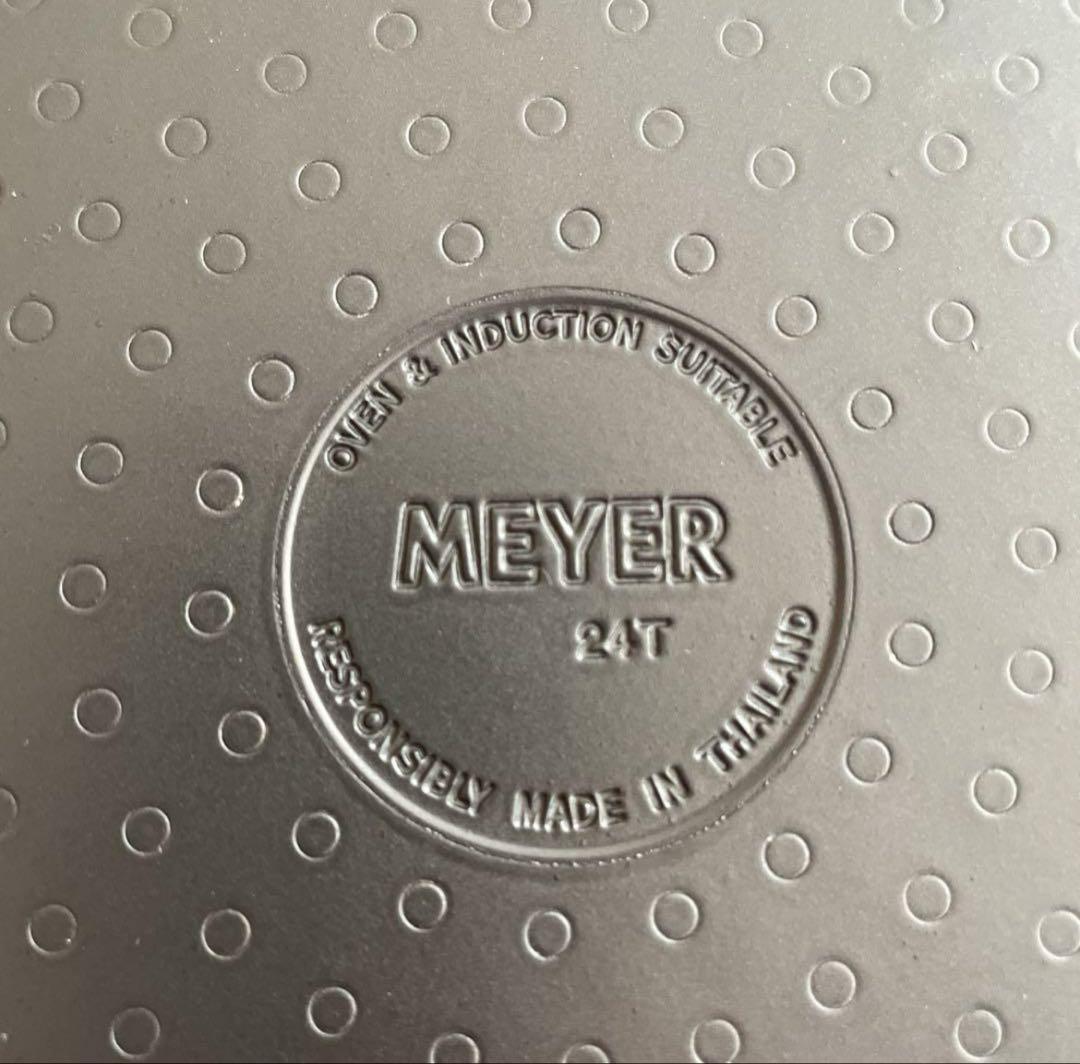 OVEN & INDUCTION SUITABLE
MEYER
24T
RESPONSIBLY MADE IN THAILAND